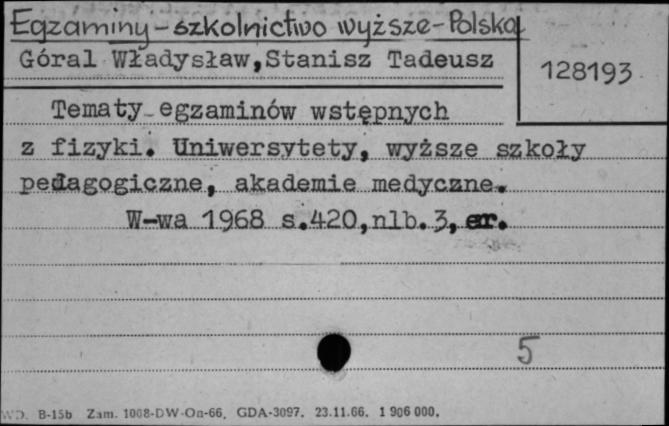 Egzaminy-szkolnictwo wyższe-Polska
Góral Władysław,Stanisz Tadeusz
128193
Tematy egzaminów wstępnych
z fizyki. Uniwersytety, wyższe szkoły
pedagogiczne, akademie medyczne.
W-wa 1968 s.420,nlb.3,
5
B-15b Zam. 1008-DW-Oa-66. GDA-3097. 23.11.66. 1 906 000.